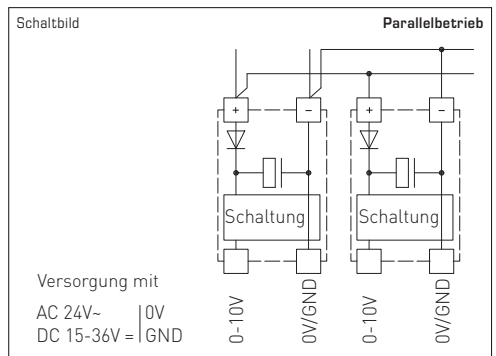 Schaltbild
Parallelbetrieb
+
−
+
−
Schaltung
Schaltung
Versorgung mit
AC 24V~ | 0V
DC 15-36V = | GND
0-10V
0V/GND
0-10V
0V/GND